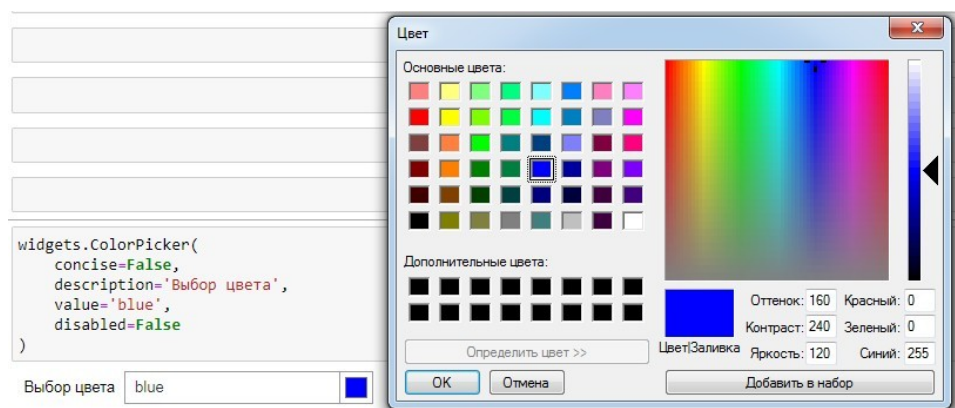 Цвет
Основные цвета:
Дополнительные цвета:
Определить цвет >>
OK Отмена
Цвет|Заливка
Оттенок: 160 Красный: 0
Контраст: 240 Зеленый: 0
Яркость: 120 Синий: 255
Добавить в набор
widgets.ColorPicker(
    concise=False,
    description='Выбор цвета',
    value='blue',
    disabled=False
)
Выбор цвета blue